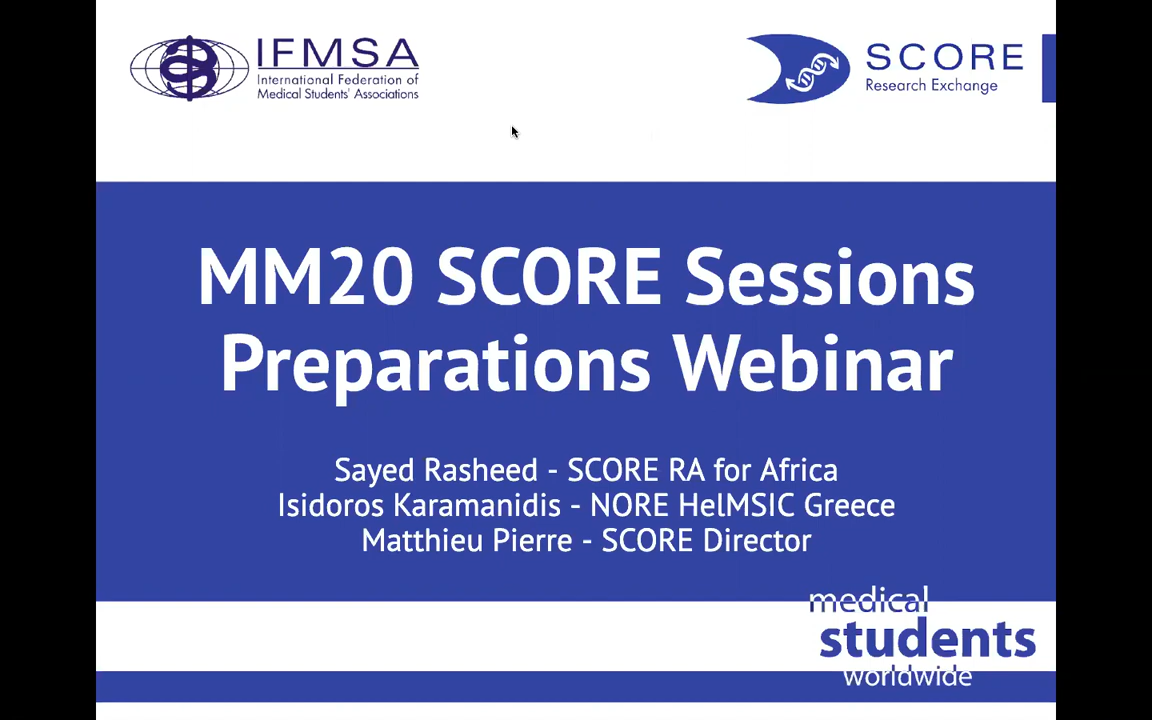 IFMSA
International Federation of
Medical Students' Associations
SCORE
Research Exchange
MM20 SCORE Sessions
Preparations Webinar
Sayed Rasheed - SCORE RA for Africa
Isidoros Karamanidis - NORE HelMSIC Greece
Matthieu Pierre - SCORE Director
medical
students
worldwide